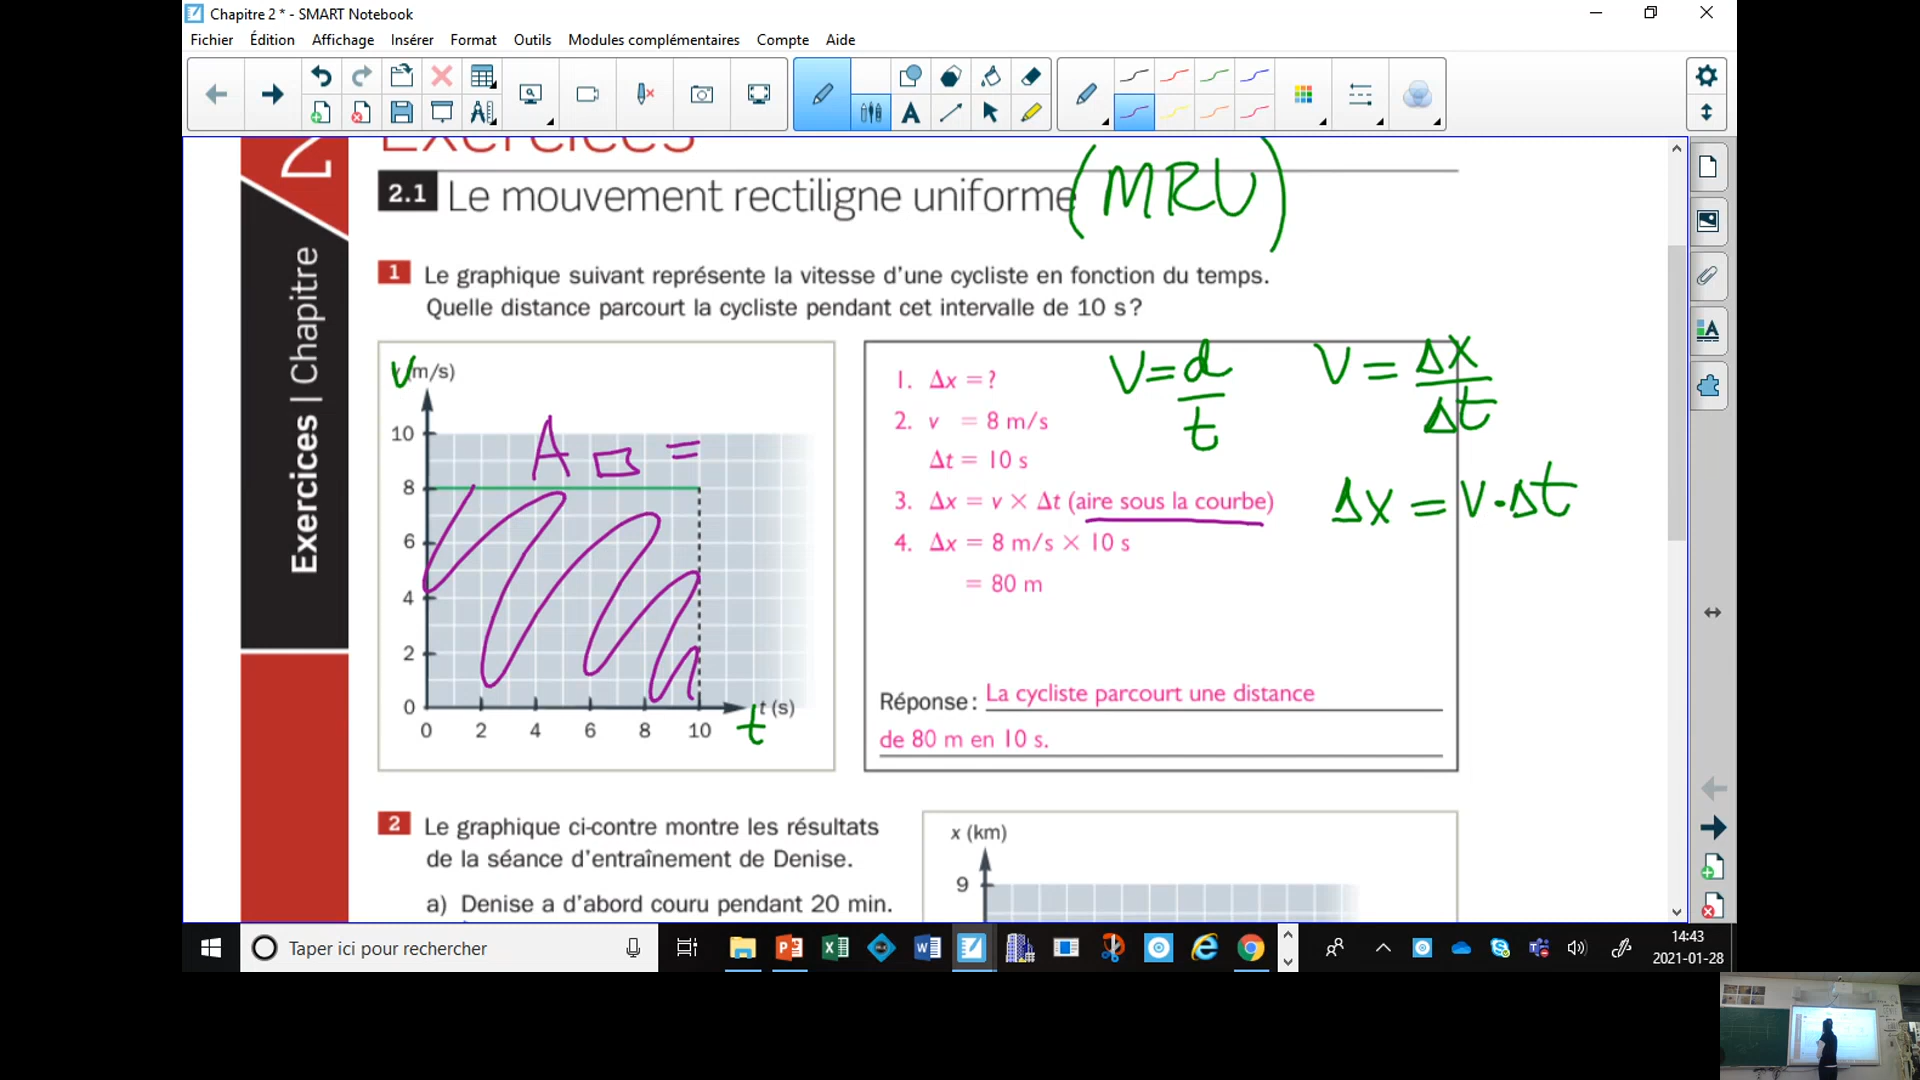 Chapitre 2 * - SMART Notebook
Fichier Édition Affichage Insérer Format Outils Modules complémentaires Compte Aide
Exercices
2
Exercices | Chapitre
2.1 Le mouvement rectiligne uniforme (MRU)
1 Le graphique suivant représente la vitesse d'une cycliste en fonction du temps.
Quelle distance parcourt la cycliste pendant cet intervalle de 10 s ?
V (m/s)
10
8
6
4
2
0
0 2 4 6 8 10
t (s)
t
A =
1. Δx = ?
2. v = 8 m/s
Δt = 10 s
3. Δx = v × Δt (aire sous la courbe)
4. Δx = 8 m/s × 10 s
= 80 m
V = d/t
V = Δx/Δt
Δx = V·Δt
Réponse : La cycliste parcourt une distance
de 80 m en 10 s.
2 Le graphique ci-contre montre les résultats
de la séance d'entraînement de Denise.
a) Denise a d'abord couru pendant 20 min.
x (km)
9
Taper ici pour rechercher
14:43
2021-01-28